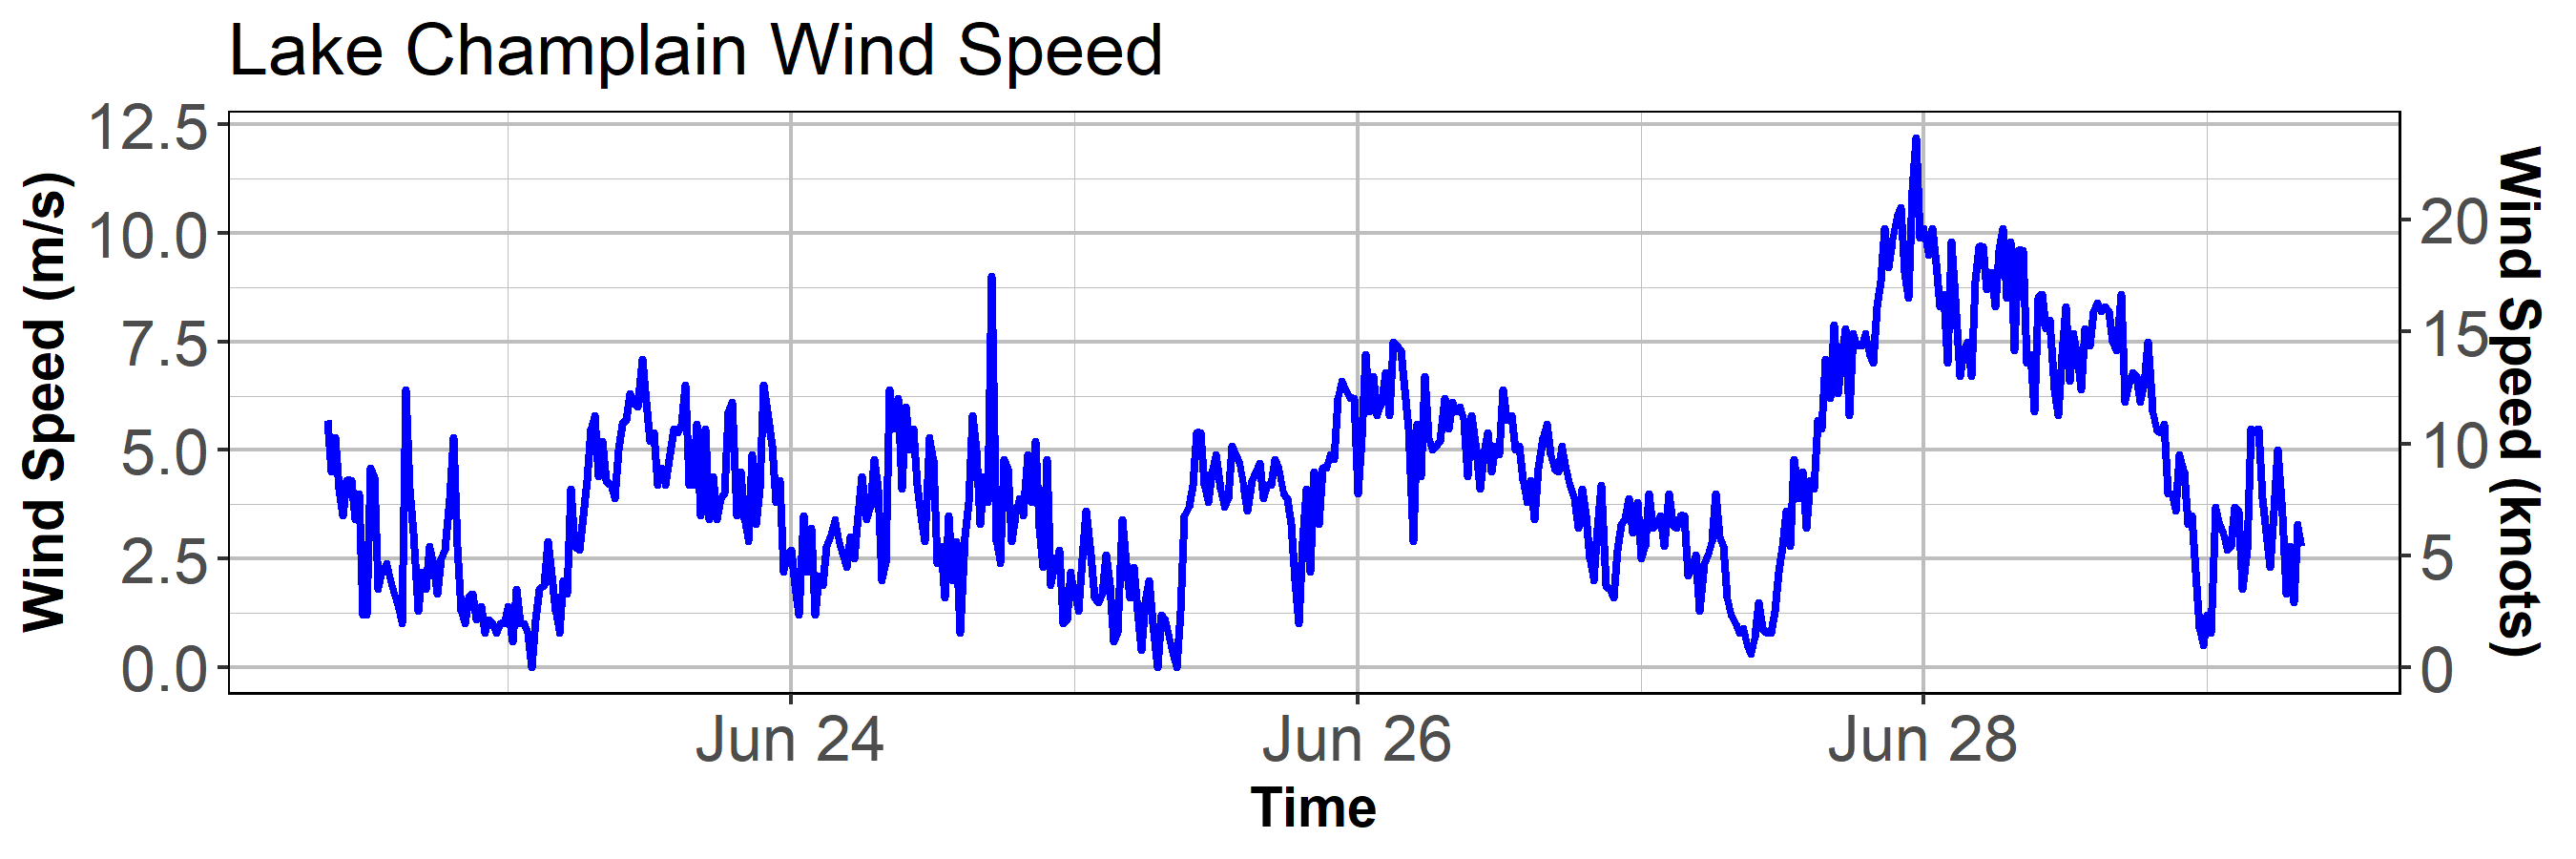 Lake Champlain Wind Speed
Wind Speed (m/s)
12.5
10.0
7.5
5.0
2.5
0.0
20
15
10
5
0
Wind Speed (knots)
Jun 24
Jun 26
Jun 28
Time